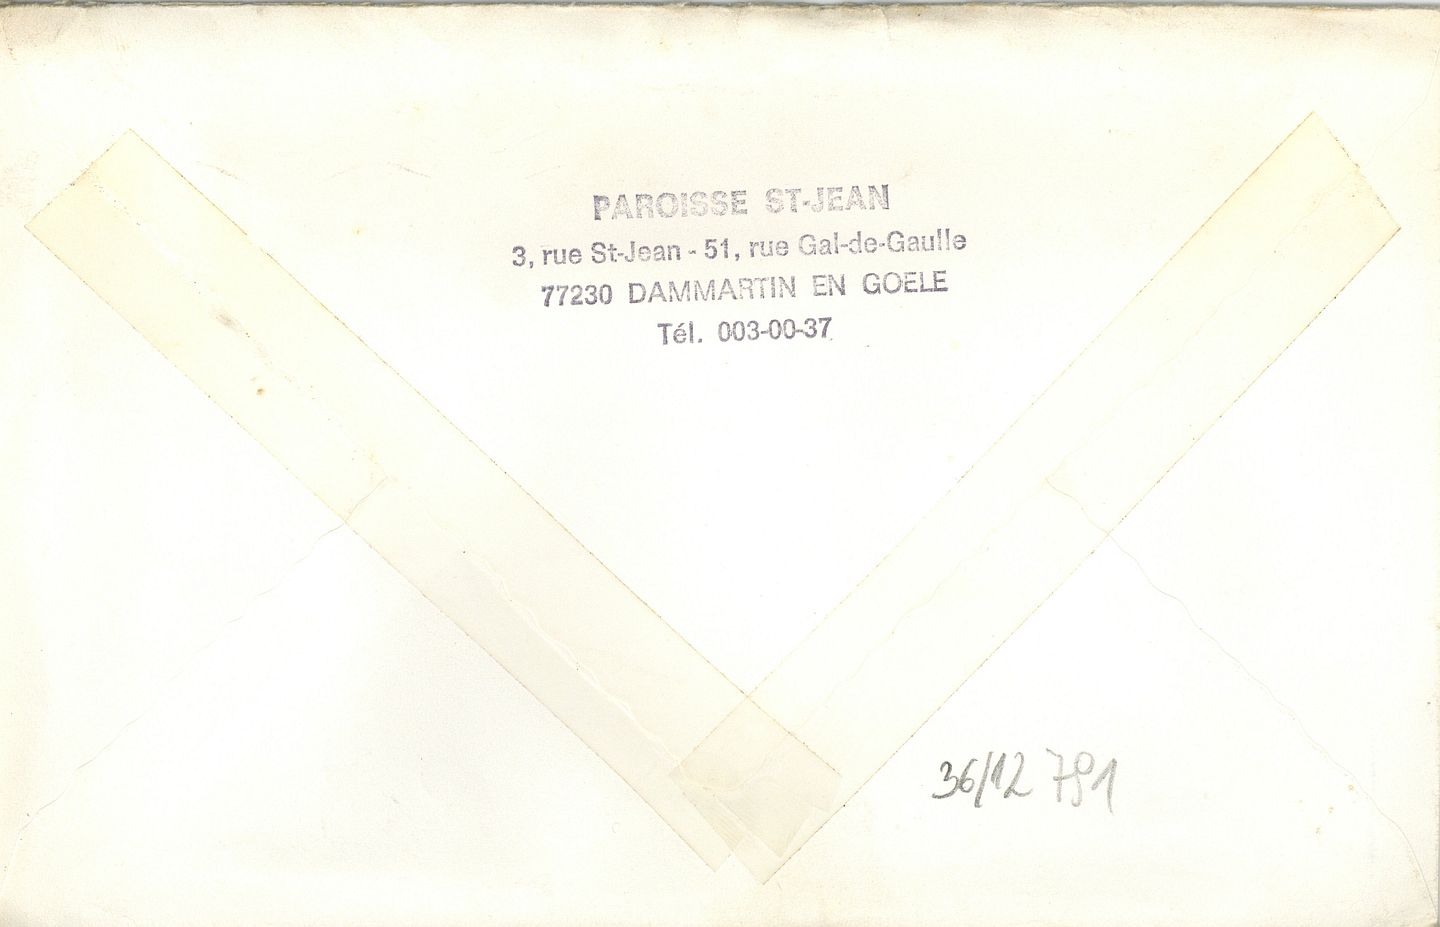 PAROISSE ST-JEAN
3, rue St-Jean - 51, rue Gal-de-Gaulle
77230 DAMMARTIN EN GOELE
Tél. 003-00-37
36/12 791